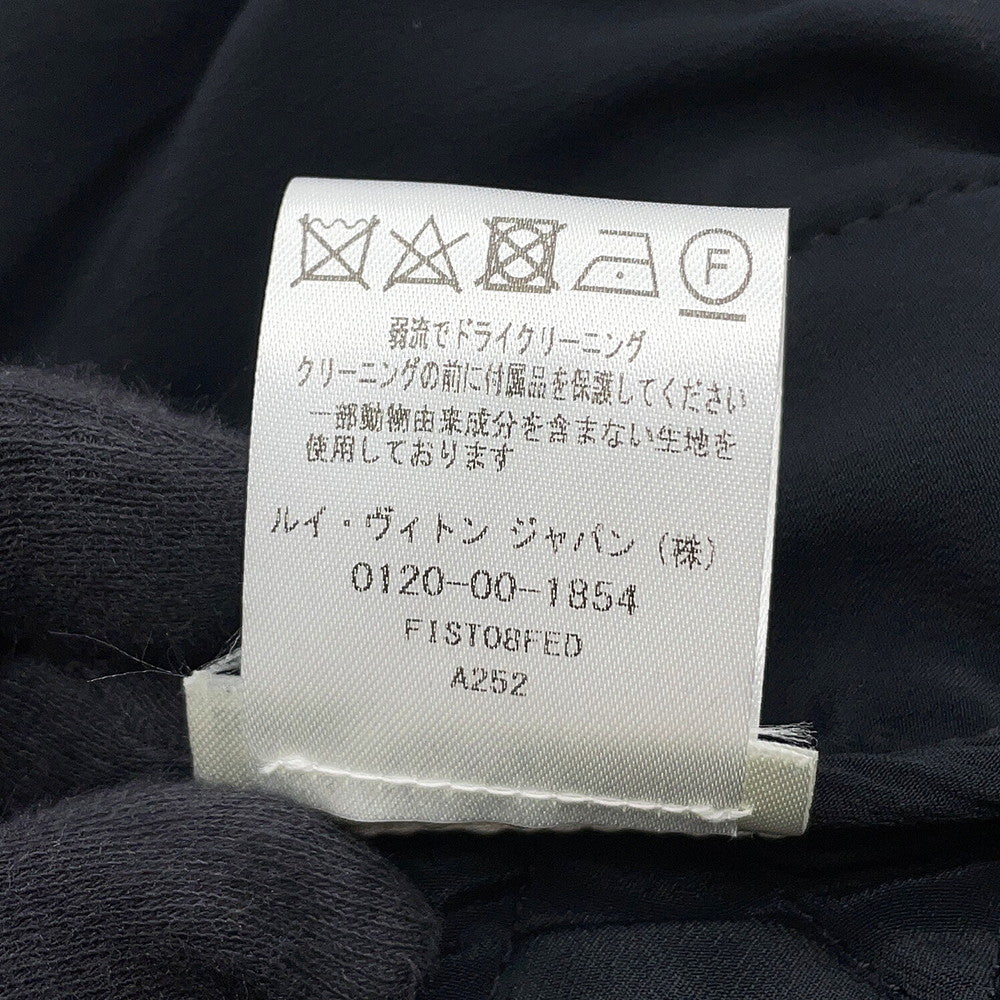 F
弱流でドライクリーニング
クリーニングの前に付属品を保護してください
一部動物由来成分を含まない生地を
使用しております
ルイ・ヴィトン ジャパン (株)
0120-00-1854
FIST08FED
A252